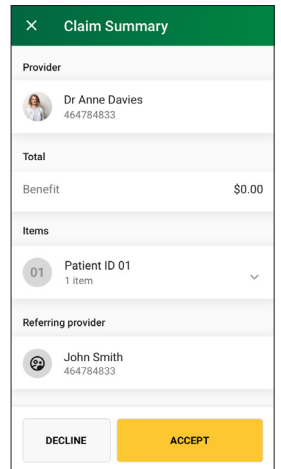 Claim Summary
Provider
Dr Anne Davies
464784833
Total
Benefit $0.00
Items
01 Patient ID 01
1 item
Referring provider
John Smith
464784833
DECLINE ACCEPT